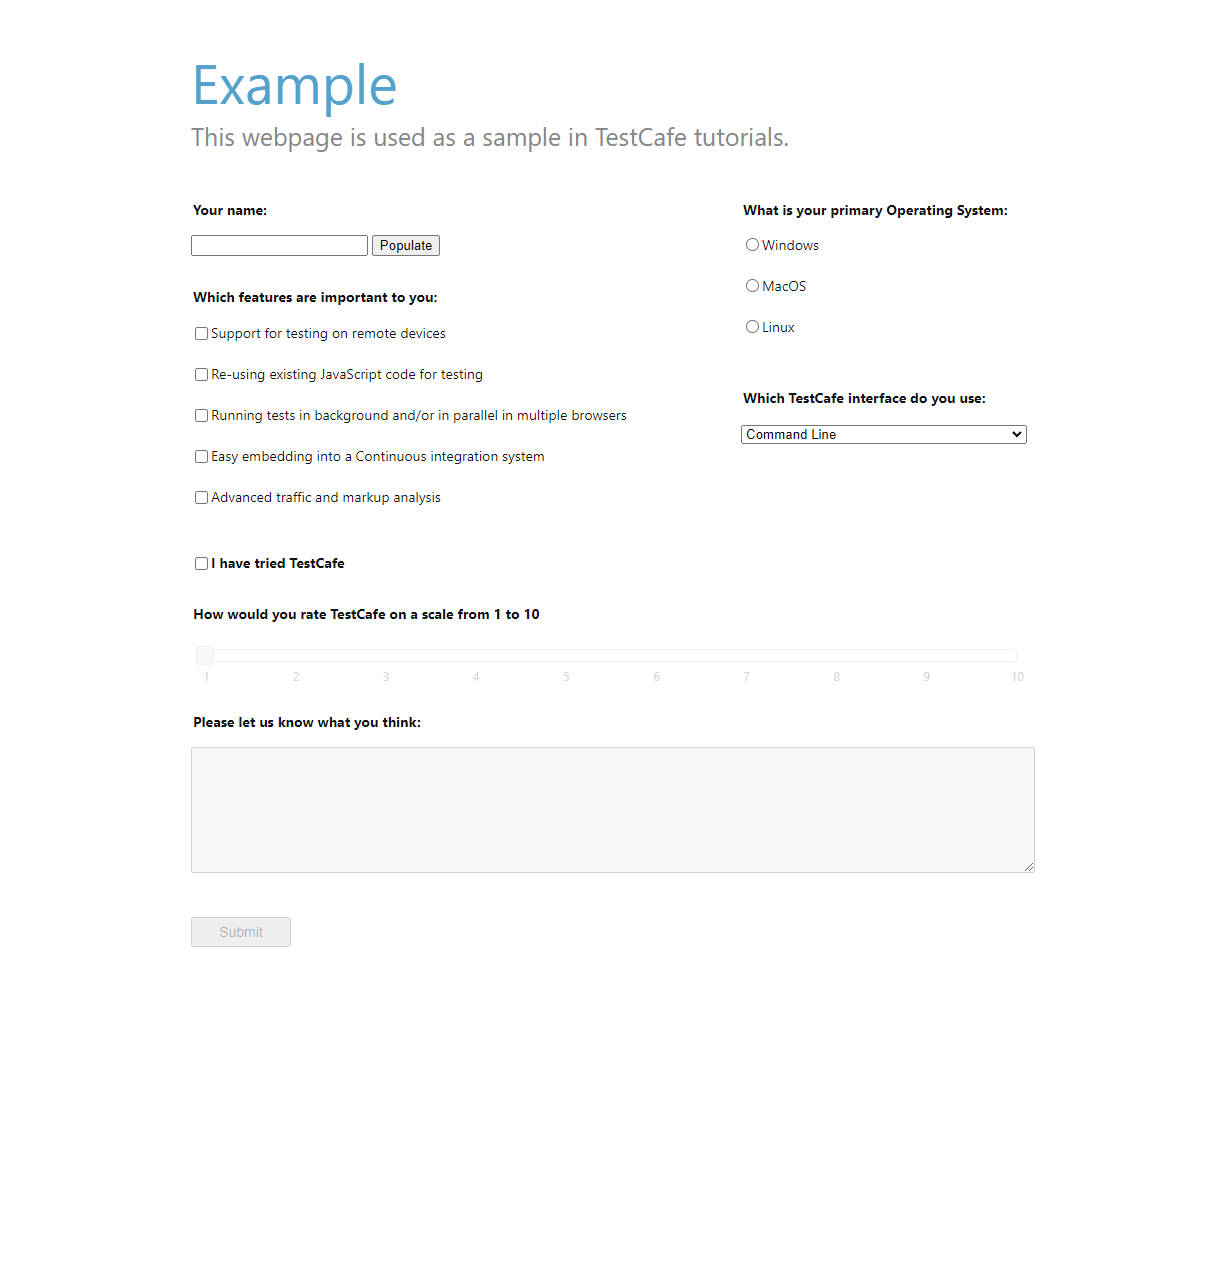 Example
This webpage is used as a sample in TestCafe tutorials.
Your name:
Populate
Which features are important to you:
Support for testing on remote devices
Re-using existing JavaScript code for testing
Running tests in background and/or in parallel in multiple browsers
Easy embedding into a Continuous integration system
Advanced traffic and markup analysis
What is your primary Operating System:
Windows
MacOS
Linux
Which TestCafe interface do you use:
Command Line
I have tried TestCafe
How would you rate TestCafe on a scale from 1 to 10
1 2 3 4 5 6 7 8 9 10
Please let us know what you think:
Submit